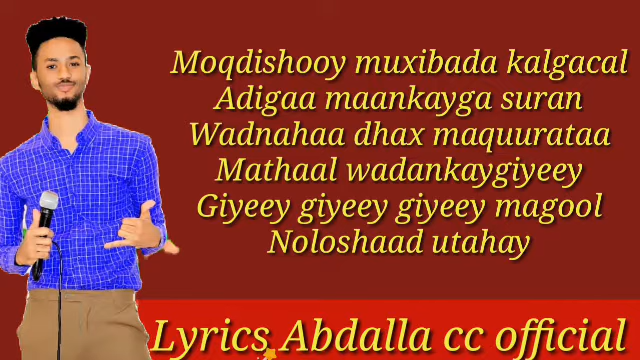 Moqdishooy muxibada kalgacal
Adigaa maankayga suran
Wadnahaa dhax maquurataa
Mathaal wadankaygiyeey
Giyeey giyeey giyeey magool
Noloshaad utahay
Lyrics Abdalla cc official